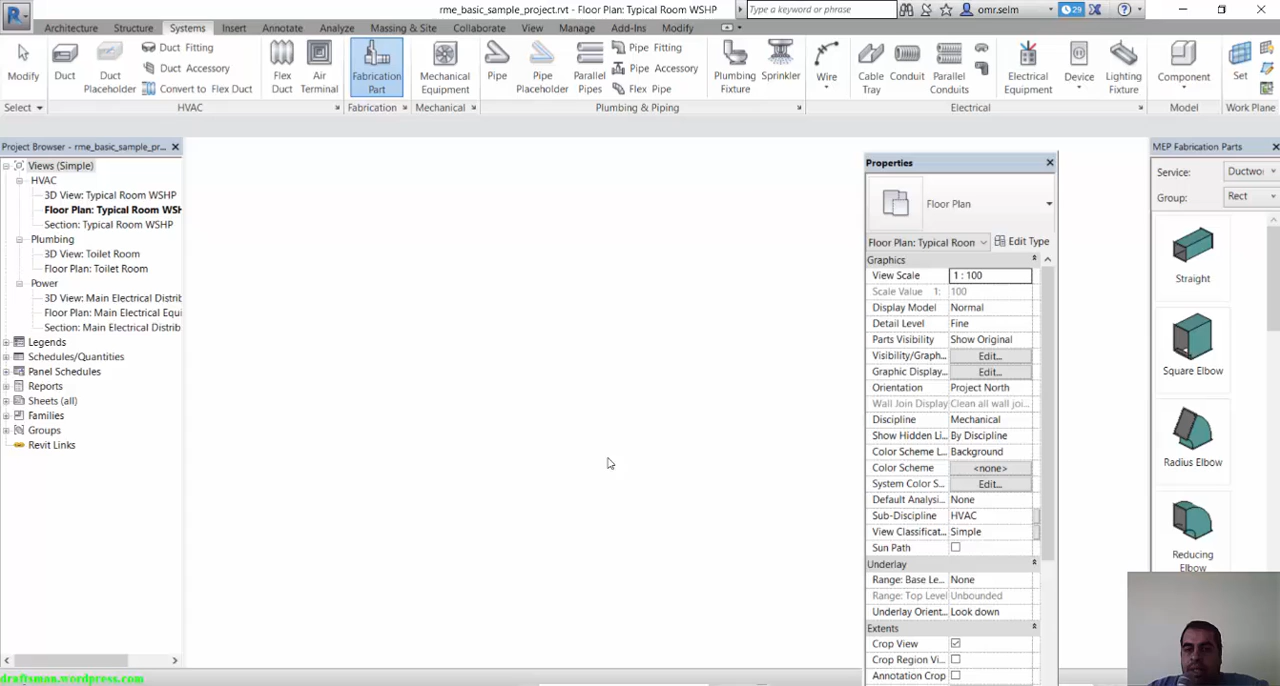 rme_basic_sample_project.rvt - Floor Plan: Typical Room WSHP
Type a keyword or phrase
omr.selm
29
Architecture Structure Systems Insert Annotate Analyze Massing & Site Collaborate View Manage Add-Ins Modify
Modify
Duct
Duct Placeholder
Duct Fitting
Duct Accessory
Convert to Flex Duct
Flex Duct
Air Terminal
Fabrication Part
Mechanical Equipment
Pipe
Pipe Placeholder
Parallel Pipes
Pipe Fitting
Pipe Accessory
Flex Pipe
Plumbing Fixture
Sprinkler
Wire
Cable Tray
Conduit
Parallel Conduits
Electrical Equipment
Device
Lighting Fixture
Component
Set
Select HVAC Fabrication Mechanical Plumbing & Piping Electrical Model Work Plane
Project Browser - rme_basic_sample_pr...
Views (Simple)
HVAC
3D View: Typical Room WSHP
Floor Plan: Typical Room WSH
Section: Typical Room WSHP
Plumbing
3D View: Toilet Room
Floor Plan: Toilet Room
Power
3D View: Main Electrical Distrib
Floor Plan: Main Electrical Equi
Section: Main Electrical Distrib
Legends
Schedules/Quantities
Panel Schedules
Reports
Sheets (all)
Families
Groups
Revit Links
draftsman.wordpress.com
Properties
Floor Plan
Floor Plan: Typical Roon Edit Type
Graphics
View Scale 1 : 100
Scale Value 1: 100
Display Model Normal
Detail Level Fine
Parts Visibility Show Original
Visibility/Graph... Edit...
Graphic Display... Edit...
Orientation Project North
Wall Join Display Clean all wall joi...
Discipline Mechanical
Show Hidden Li... By Discipline
Color Scheme L... Background
Color Scheme <none>
System Color S... Edit...
Default Analysi... None
Sub-Discipline HVAC
View Classificat... Simple
Sun Path
Underlay
Range: Base Le... None
Range: Top Level Unbounded
Underlay Orient... Look down
Extents
Crop View
Crop Region Vi...
Annotation Crop
MEP Fabrication Parts
Service: Ductwo
Group: Rect
Straight
Square Elbow
Radius Elbow
Reducing
Elbow